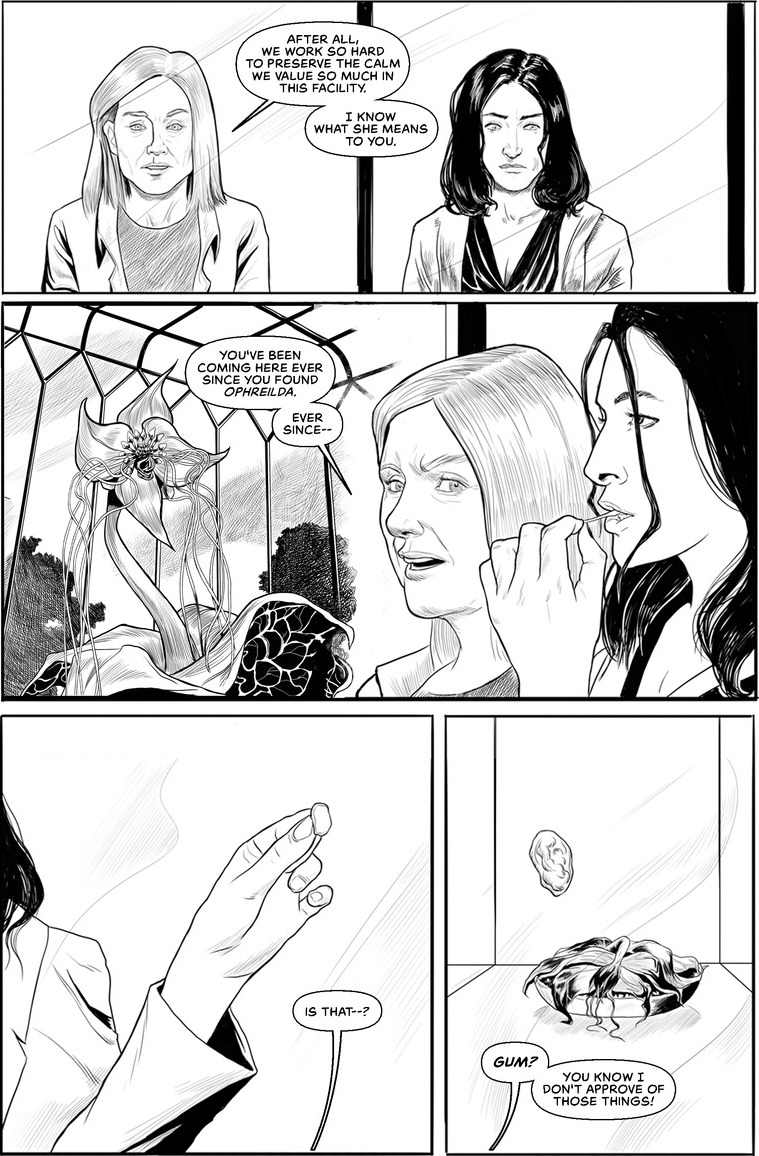 AFTER ALL,
WE WORK SO HARD
TO PRESERVE THE CALM
WE VALUE SO MUCH IN
THIS FACILITY.
I KNOW
WHAT SHE MEANS
TO YOU.
YOU'VE BEEN
COMING HERE EVER
SINCE YOU FOUND
OPHREILDA.
EVER
SINCE--
IS THAT--?
GUM?
YOU KNOW I
DON'T APPROVE OF
THOSE THINGS!